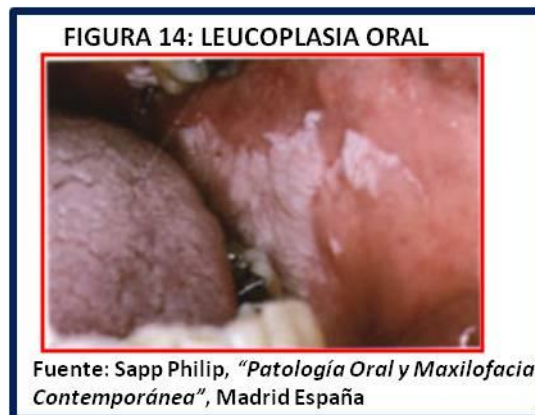 FIGURA 14: LEUCOPLASIA ORAL
Fuente: Sapp Philip, “Patología Oral y Maxilofacia
Contemporánea”, Madrid España